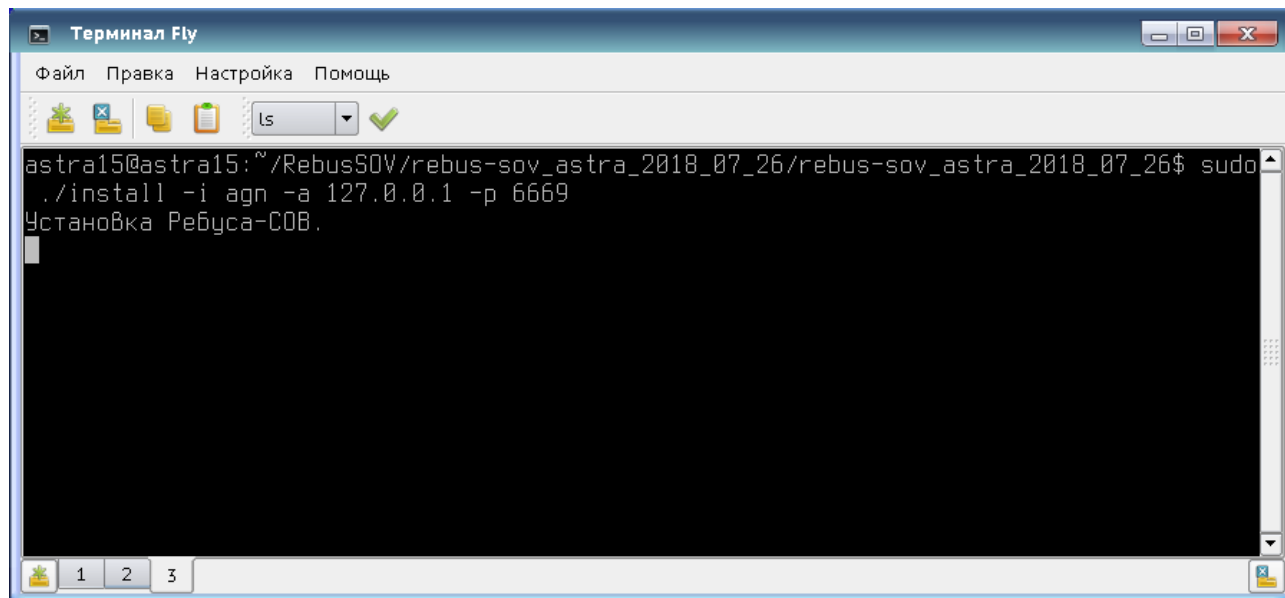 Терминал Fly
Файл Правка Настройка Помощь
ls
astra15@astra15:~/RebusSOV/rebus-sov_astra_2018_07_26/rebus-sov_astra_2018_07_26$ sudo
./install -i agn -a 127.0.0.1 -p 6669
Установка Ребуса-СОВ.
1 2 3